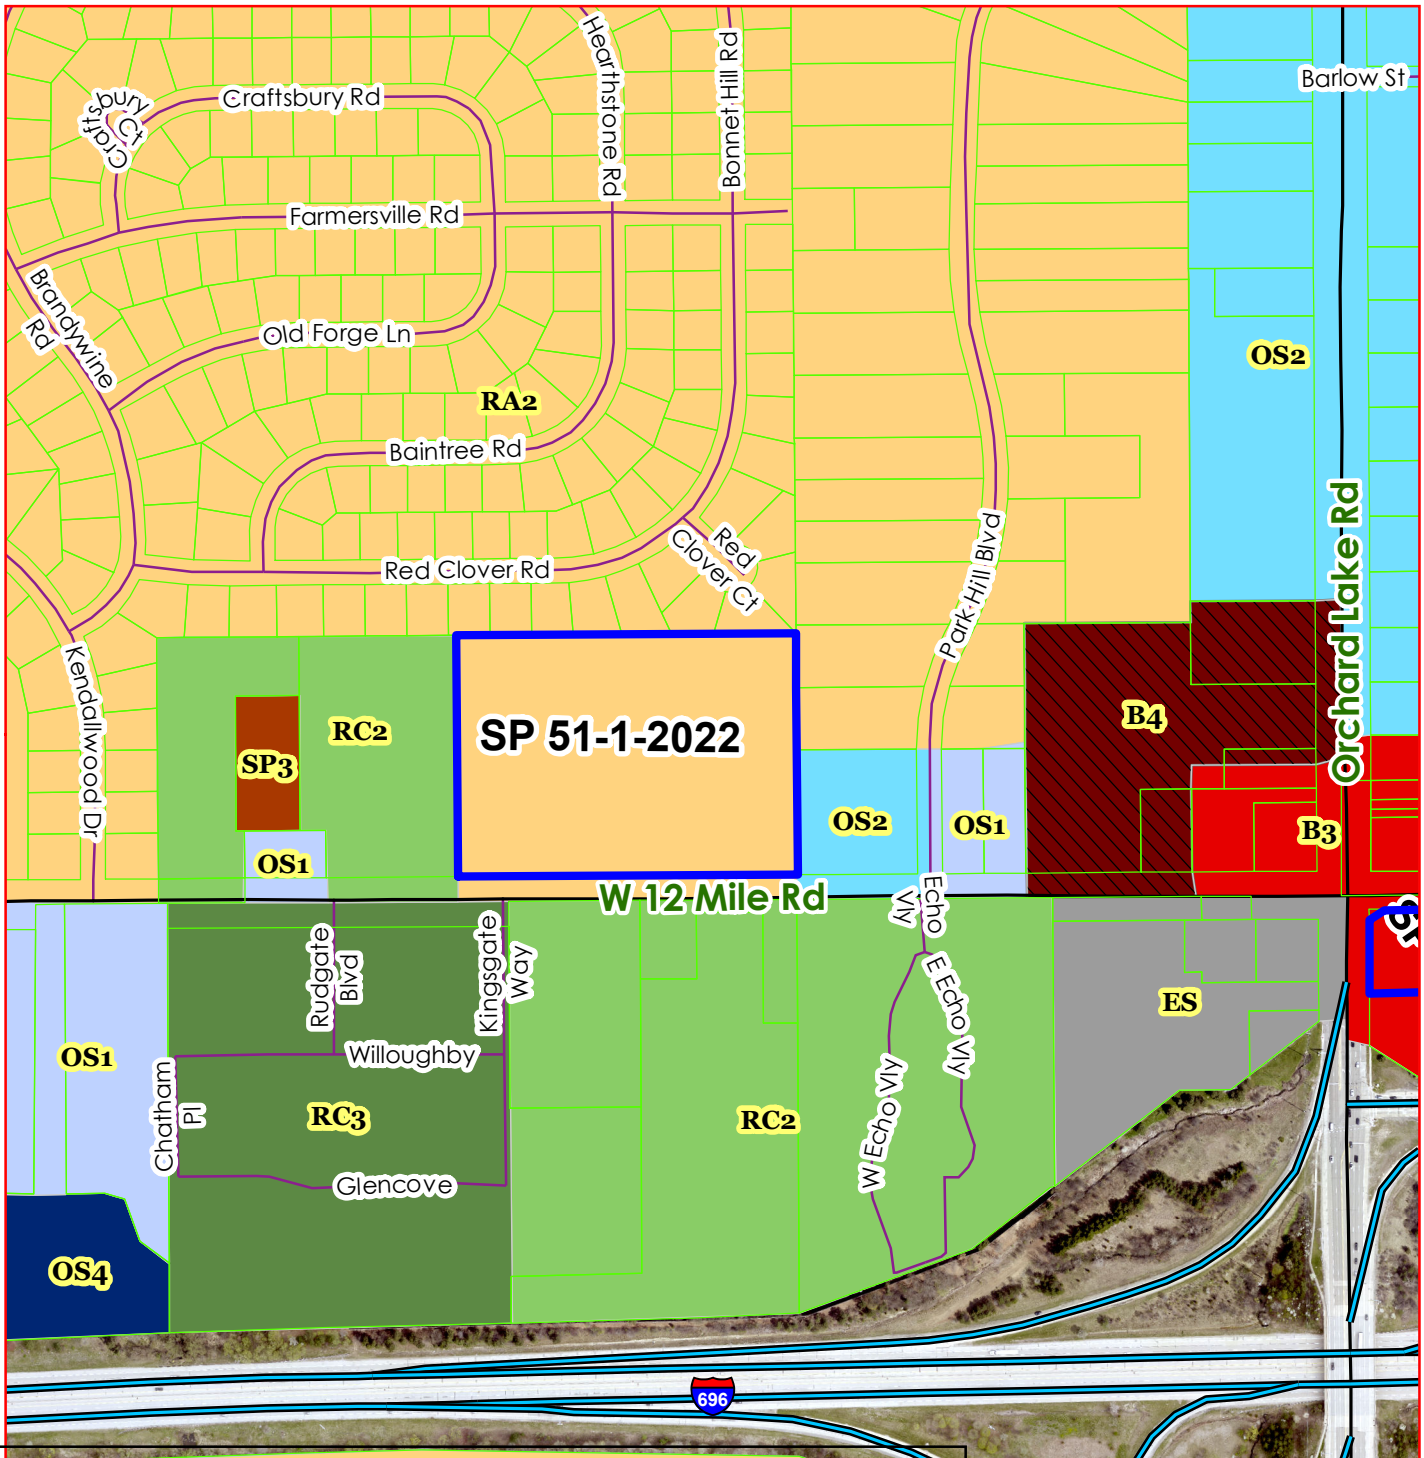 Hearthstone Rd
Bonnet Hill Rd
Barlow St
Craftsbury Ct
Craftsbury Rd
Farmersville Rd
Brandywine
Rd
Old Forge Ln
OS2
RA2
Baintree Rd
Orchard Lake Rd
Park Hill Blvd
Red
Clover Ct
Red Clover Rd
Kendallwood Dr
RC2
SP 51-1-2022
B4
SP3
OS2
OS1
B3
OS1
W 12 Mile Rd
Echo
Vly
Rudgate
Blvd
Kingsgate
Way
E Echo Vly
ES
OS1
Willoughby
Chatham
Pl
RC3
RC2
W Echo Vly
Glencove
OS4
696